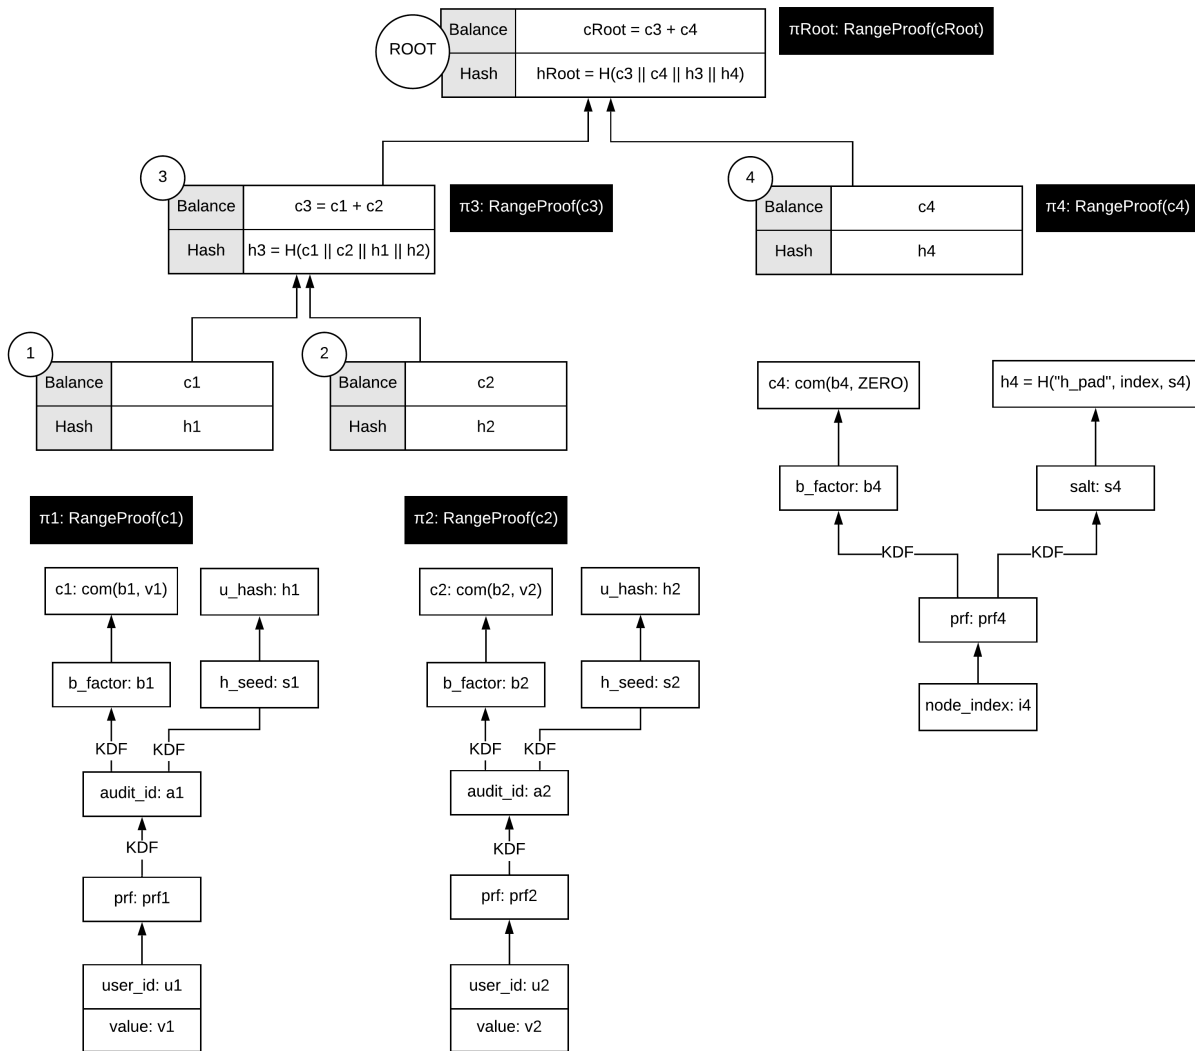 ROOT
Balance
cRoot = c3 + c4
Hash
hRoot = H(c3 || c4 || h3 || h4)
πRoot: RangeProof(cRoot)
3
Balance
c3 = c1 + c2
Hash
h3 = H(c1 || c2 || h1 || h2)
π3: RangeProof(c3)
4
Balance
c4
Hash
h4
π4: RangeProof(c4)
1
Balance
c1
Hash
h1
2
Balance
c2
Hash
h2
c4: com(b4, ZERO)
h4 = H("h_pad", index, s4)
b_factor: b4
salt: s4
KDF
KDF
prf: prf4
node_index: i4
π1: RangeProof(c1)
c1: com(b1, v1)
u_hash: h1
b_factor: b1
h_seed: s1
KDF
KDF
audit_id: a1
KDF
prf: prf1
user_id: u1
value: v1
π2: RangeProof(c2)
c2: com(b2, v2)
u_hash: h2
b_factor: b2
h_seed: s2
KDF
KDF
audit_id: a2
KDF
prf: prf2
user_id: u2
value: v2